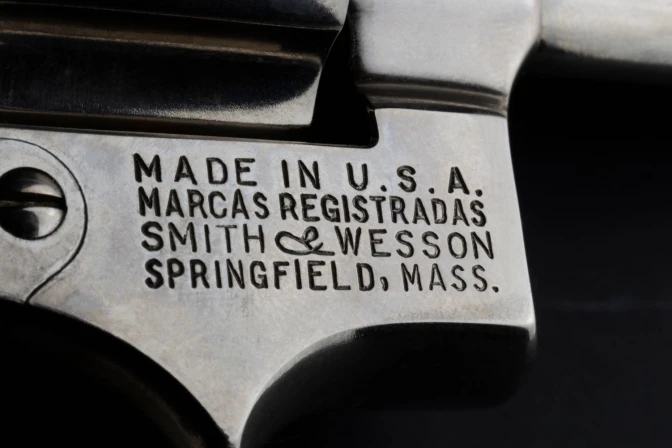 MADE IN U.S.A.
MARCAS REGISTRADAS
SMITH & WESSON
SPRINGFIELD, MASS.